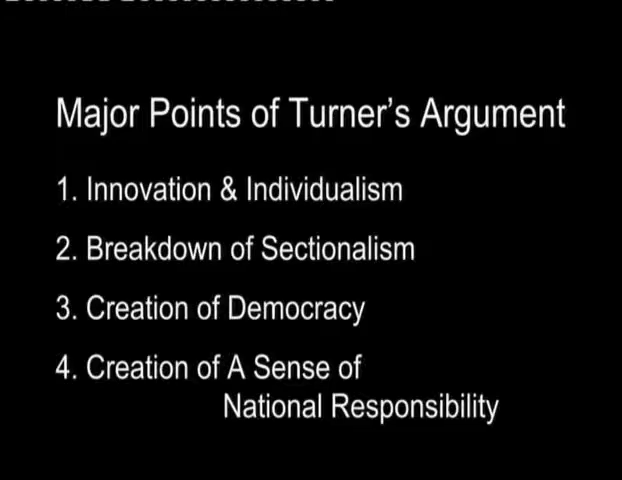 Major Points of Turner's Argument
1. Innovation & Individualism
2. Breakdown of Sectionalism
3. Creation of Democracy
4. Creation of A Sense of
National Responsibility